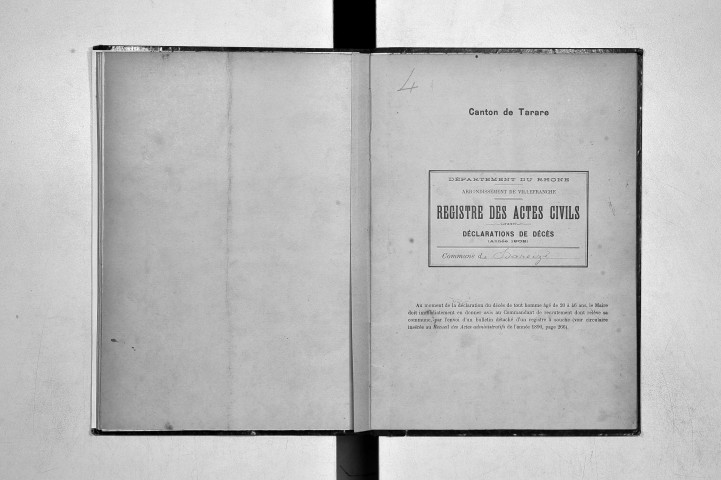 4
Canton de Tarare
DÉPARTEMENT DU RHONE
ARRONDISSEMENT DE VILLEFRANCHE
REGISTRE DES ACTES CIVILS
DÉCLARATIONS DE DÉCÈS
Commune de
Au moment de la déclaration du décès de tout homme âgé de 20 à 46 ans, le Maire
doit immédiatement en donner avis au Commandant de recrutement dont relève sa
commune, par l'envoi d'un bulletin détaché d'un registre à souche (voir circulaire
insérée au Recueil des Actes administratifs de l'année 1890, page 206).